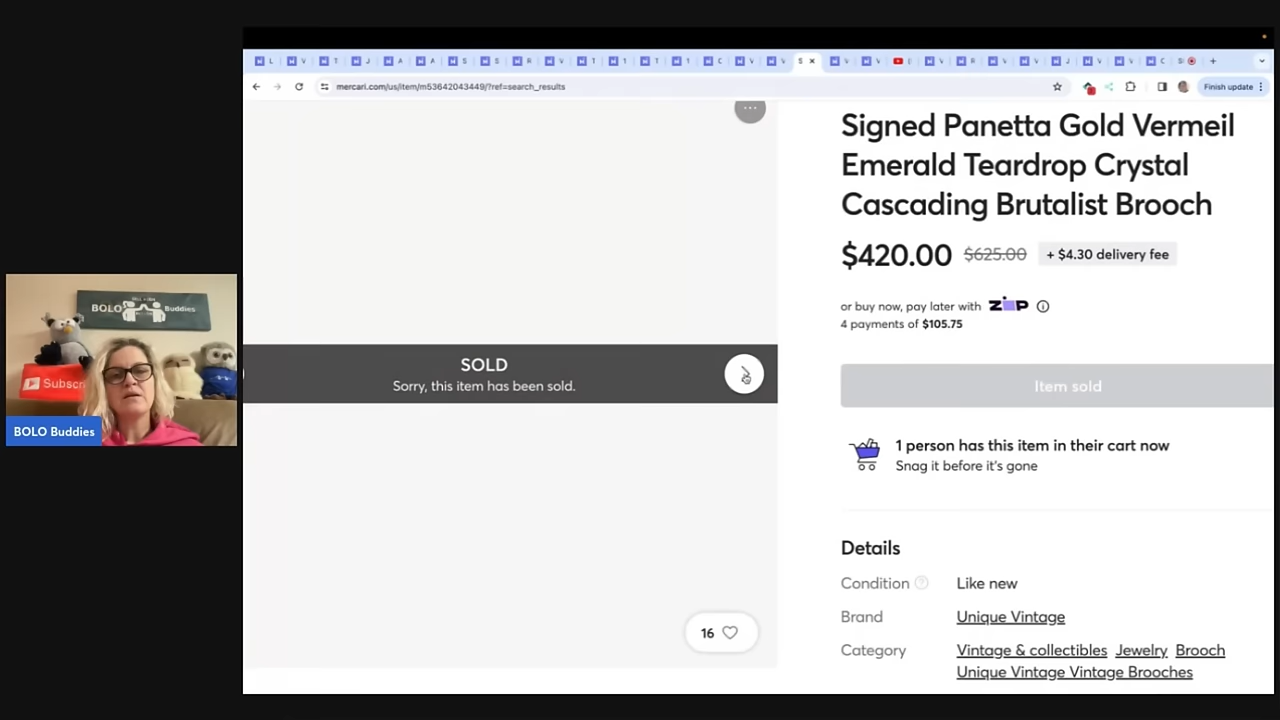 mercari.com/us/item/m53642043449/?ref=search_results
Finish update
Signed Panetta Gold Vermeil
Emerald Teardrop Crystal
Cascading Brutalist Brooch
$420.00 $625.00 + $4.30 delivery fee
or buy now, pay later with ZIP
4 payments of $105.75
SOLD
Sorry, this item has been sold.
Item sold
1 person has this item in their cart now
Snag it before it's gone
16
Details
Condition Like new
Brand Unique Vintage
Category Vintage & collectibles Jewelry Brooch
Unique Vintage Vintage Brooches
BOLO Buddies
Subscr
BOLO Buddies